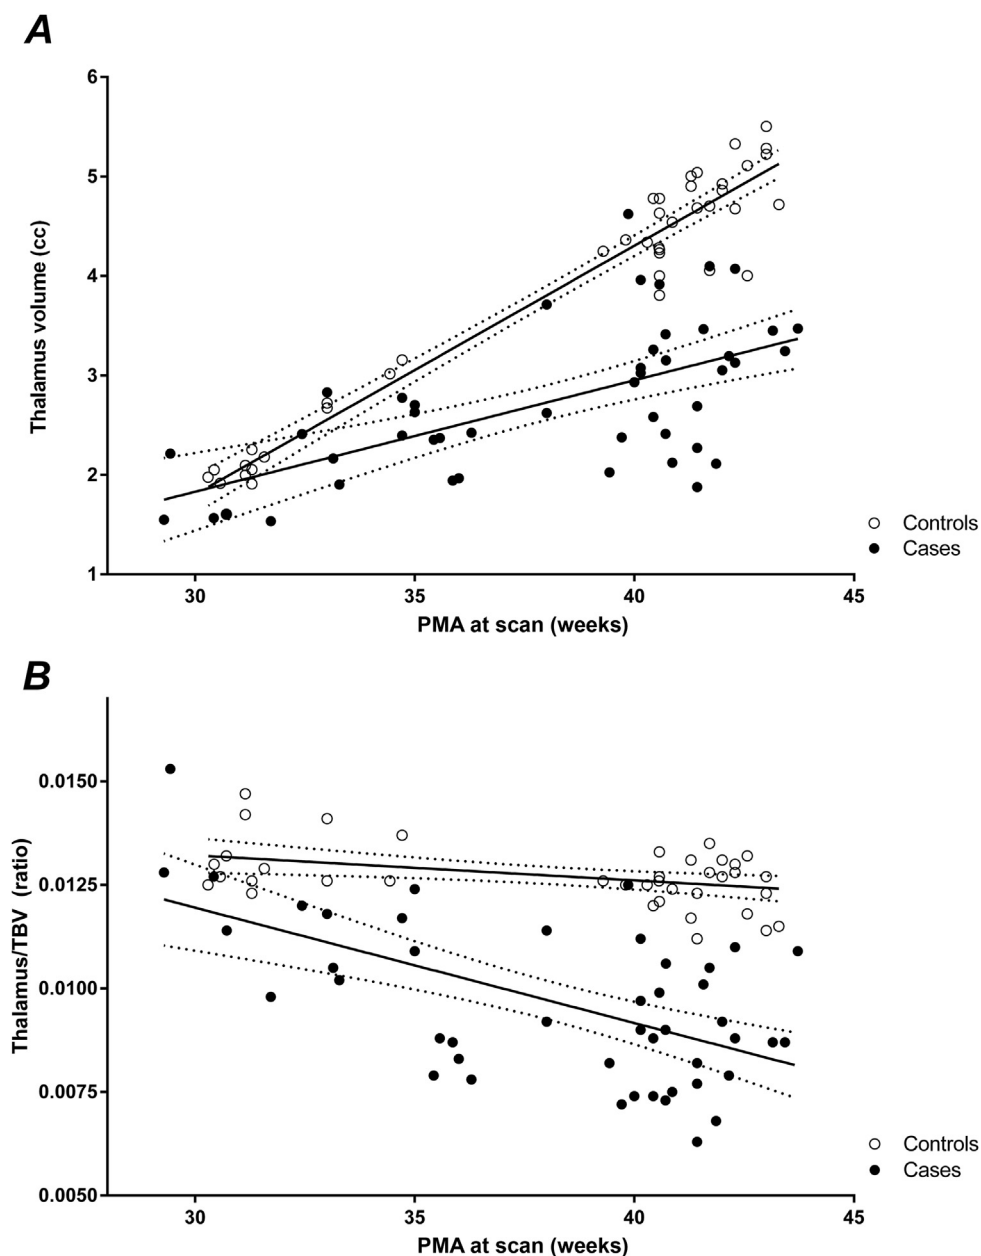 A
6
5
4
3
2
1
Thalamus volume (cc)
30 35 40 45
PMA at scan (weeks)
Controls
Cases
B
0.0150
0.0125
0.0100
0.0075
0.0050
Thalamus/TBV (ratio)
30 35 40 45
PMA at scan (weeks)
Controls
Cases